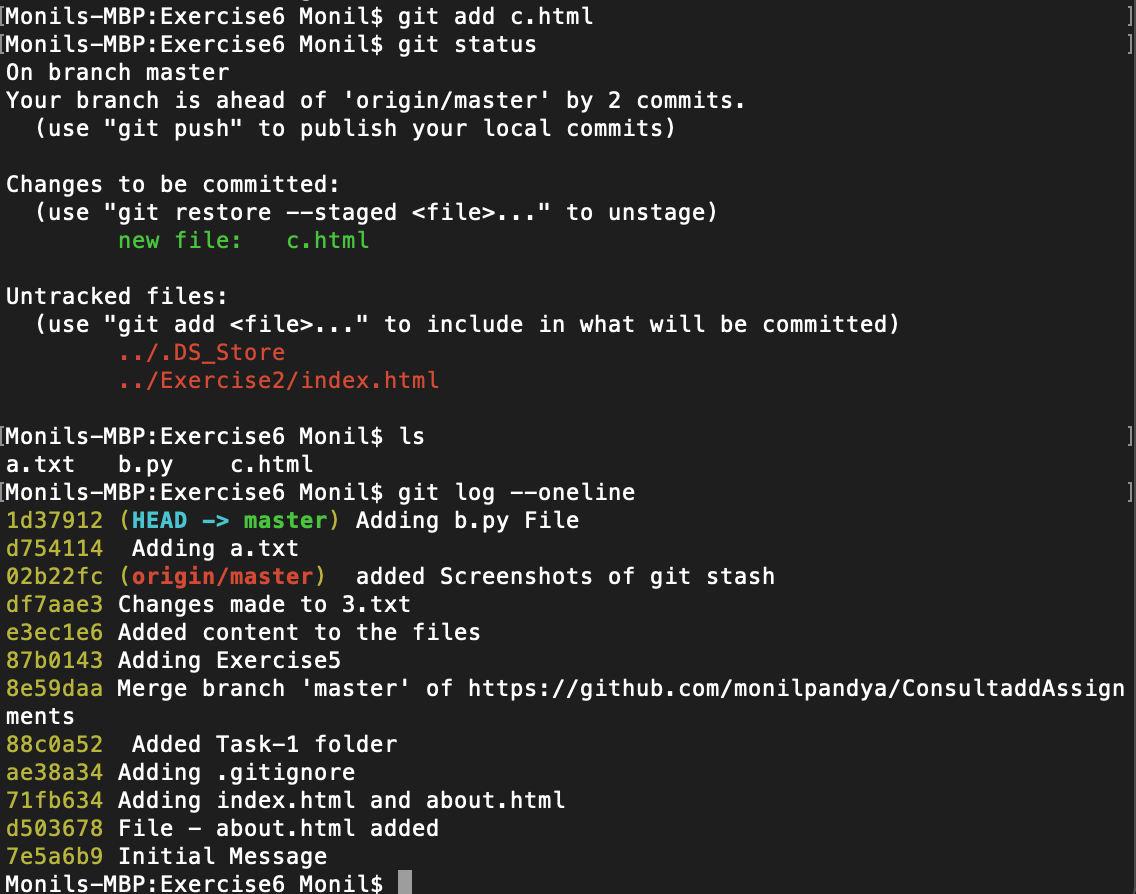 [Monils-MBP:Exercise6 Monil$ git add c.html ]
[Monils-MBP:Exercise6 Monil$ git status ]
On branch master
Your branch is ahead of 'origin/master' by 2 commits.
  (use "git push" to publish your local commits)

Changes to be committed:
  (use "git restore --staged <file>..." to unstage)
        new file:   c.html

Untracked files:
  (use "git add <file>..." to include in what will be committed)
        ../.DS_Store
        ../Exercise2/index.html

[Monils-MBP:Exercise6 Monil$ ls ]
a.txt   b.py    c.html
[Monils-MBP:Exercise6 Monil$ git log --oneline ]
1d37912 (HEAD -> master) Adding b.py File
d754114  Adding a.txt
02b22fc (origin/master)  added Screenshots of git stash
df7aae3 Changes made to 3.txt
e3ec1e6 Added content to the files
87b0143 Adding Exercise5
8e59daa Merge branch 'master' of https://github.com/monilpandya/ConsultaddAssign
ments
88c0a52  Added Task-1 folder
ae38a34 Adding .gitignore
71fb634 Adding index.html and about.html
d503678 File - about.html added
7e5a6b9 Initial Message
Monils-MBP:Exercise6 Monil$